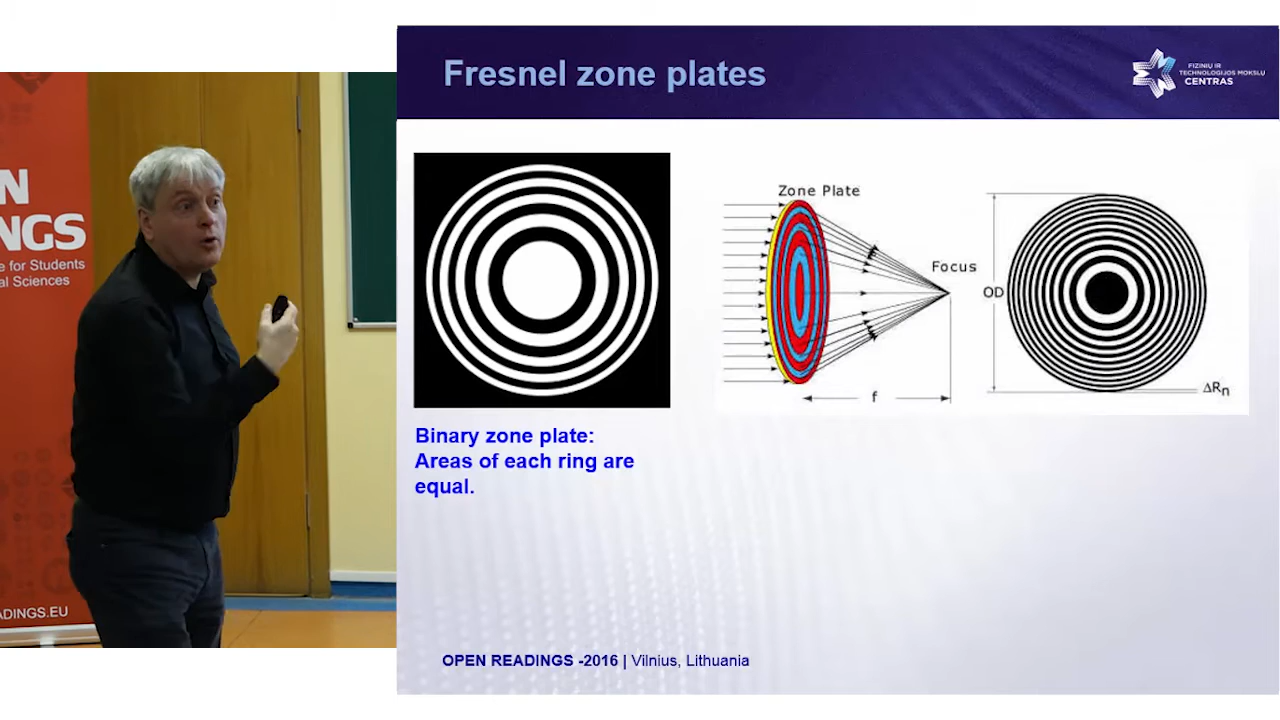 N
NGS
e for Students
al Sciences
ADINGS.EU
Fresnel zone plates
FIZINIŲ IR
TECHNOLOGIJOS MOKSLŲ
CENTRAS
Zone Plate
Focus
f
OD
ΔRn
Binary zone plate:
Areas of each ring are
equal.
OPEN READINGS -2016 | Vilnius, Lithuania